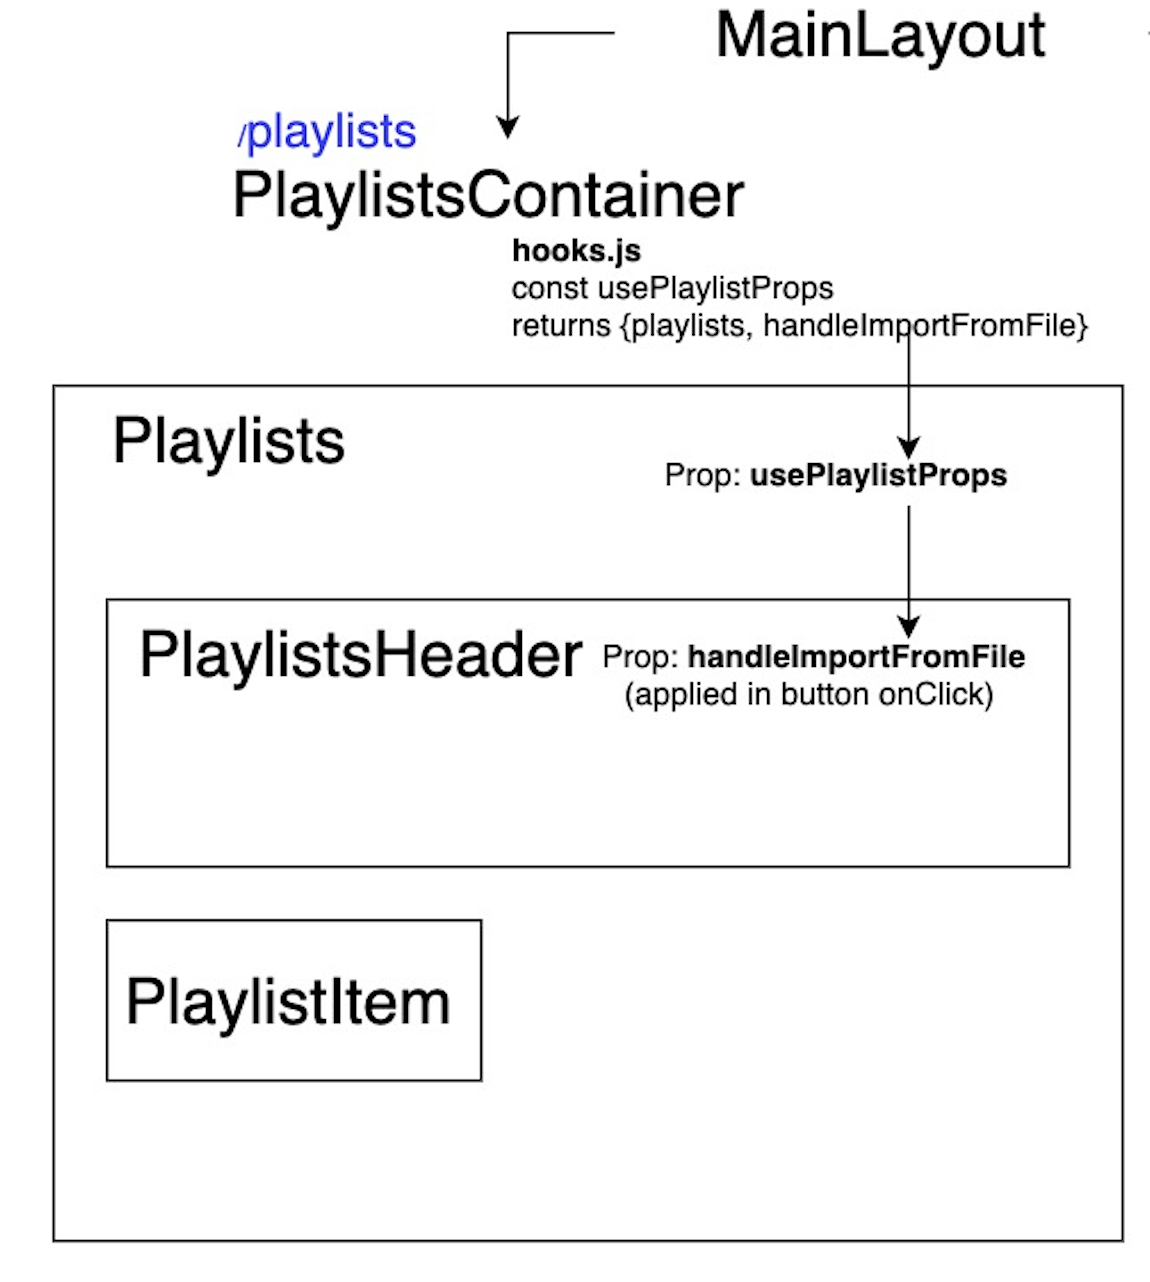 MainLayout
/playlists
PlaylistsContainer
hooks.js
const usePlaylistProps
returns {playlists, handleImportFromFile}
Playlists
Prop: usePlaylistProps
PlaylistsHeader Prop: handleImportFromFile
(applied in button onClick)
PlaylistItem